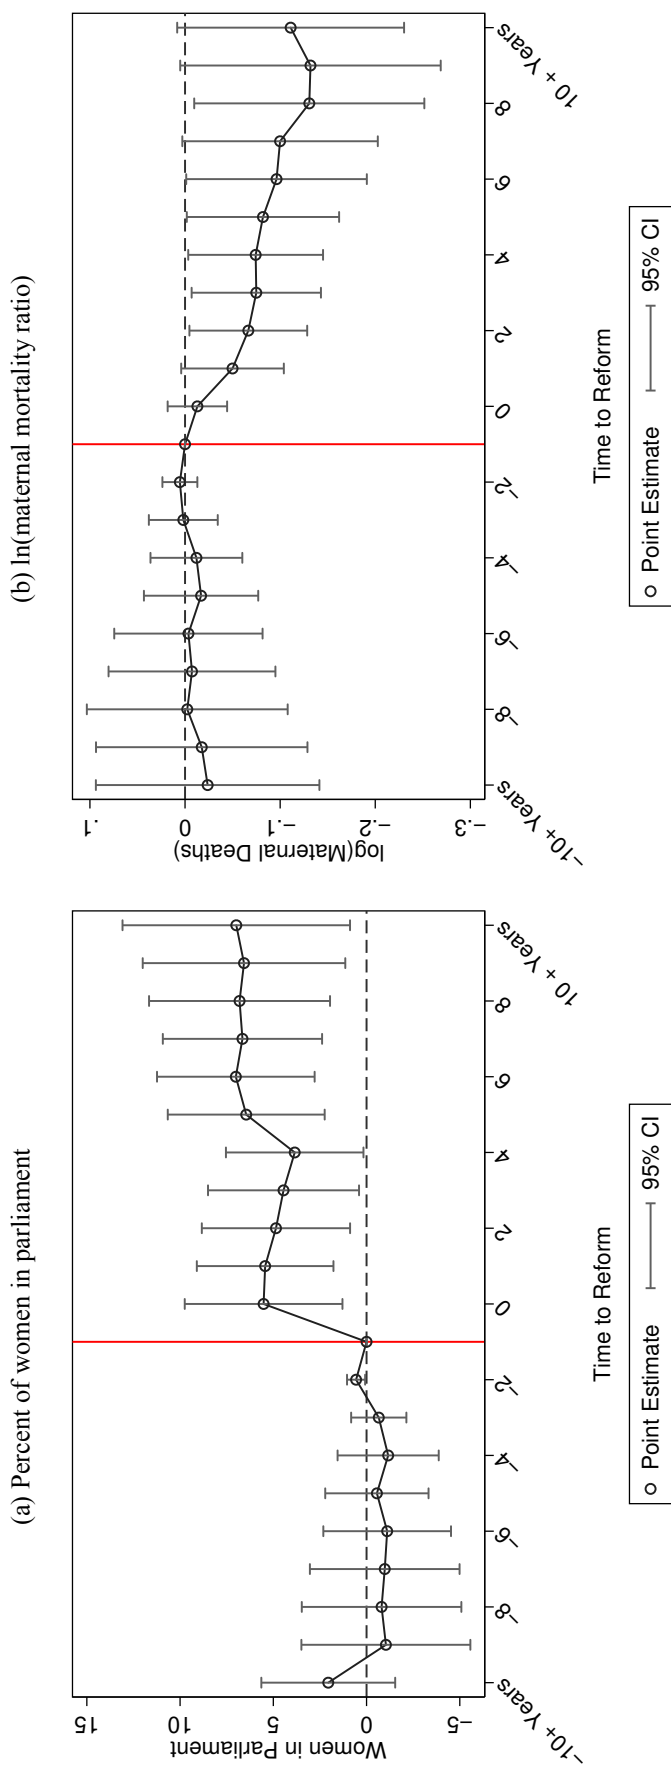 (a) Percent of women in parliament
Women in Parliament
15
10
5
0
−5
−10+ Years
−8
−6
−4
−2
0
2
4
6
8
10 + Years
Time to Reform
Point Estimate
95% CI
(b) ln(maternal mortality ratio)
log(Maternal Deaths)
.1
0
−.1
−.2
−.3
−10+ Years
−8
−6
−4
−2
0
2
4
6
8
10 + Years
Time to Reform
Point Estimate
95% CI